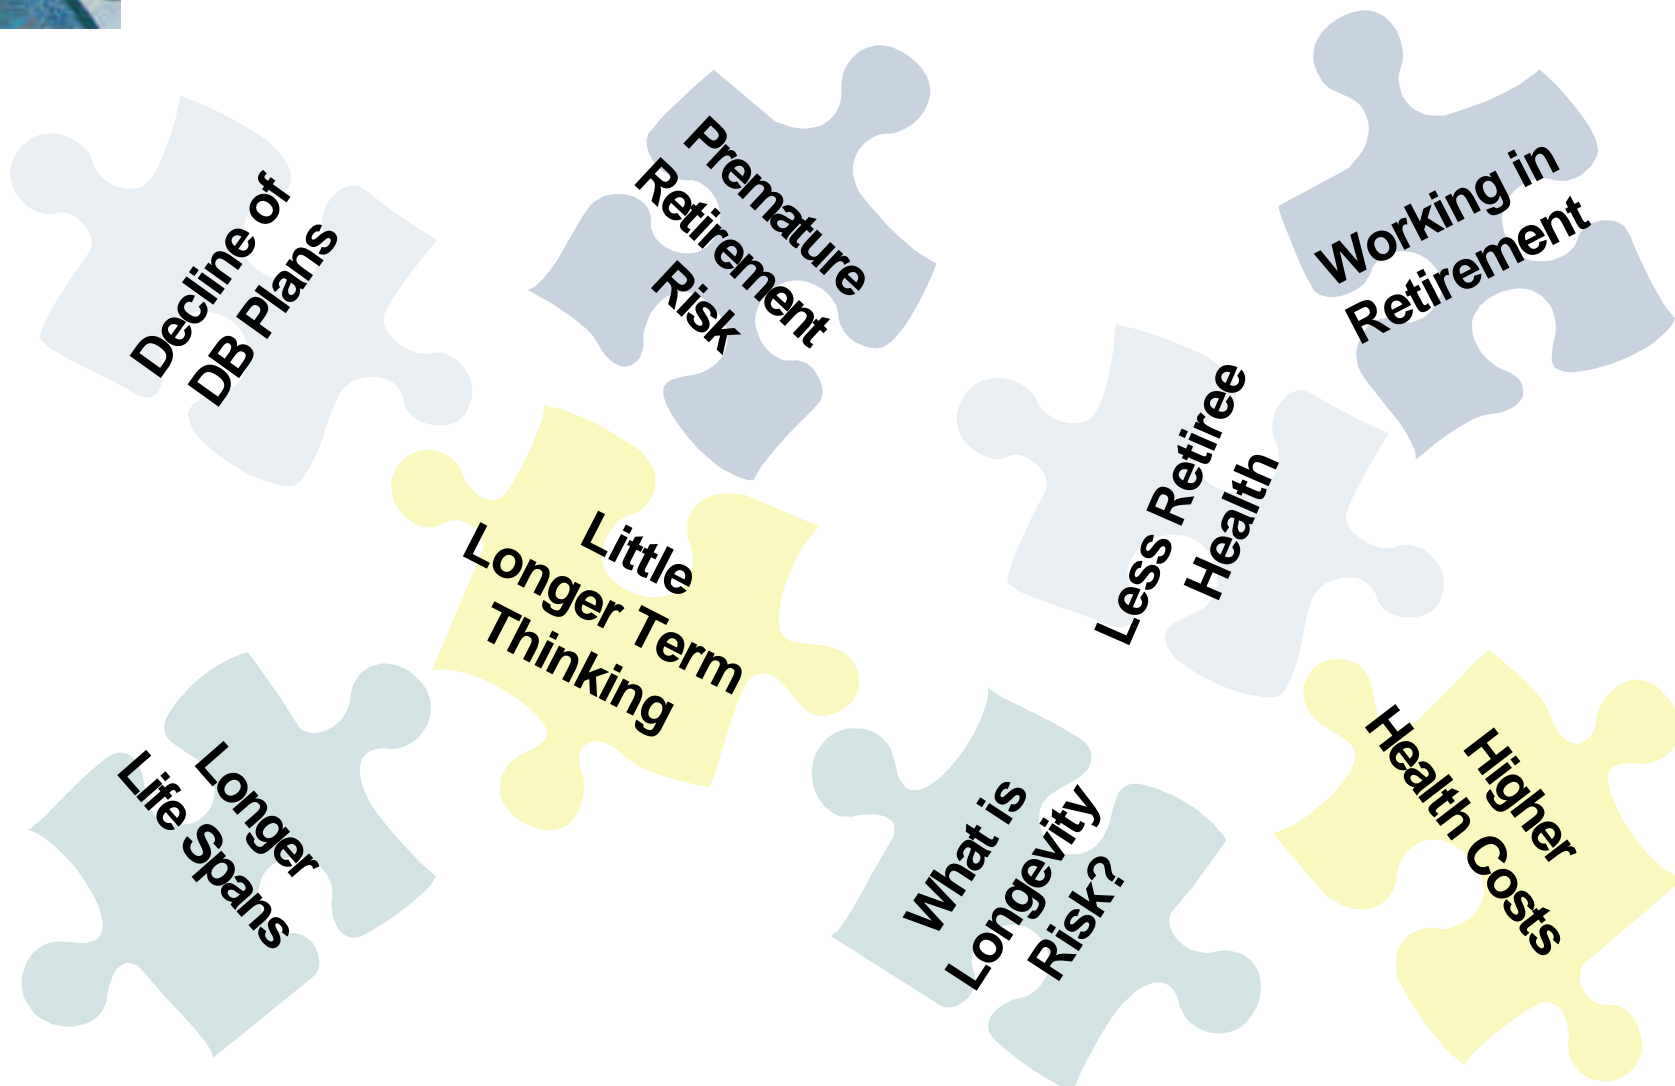 Decline of
DB Plans
Premature
Retirement
Risk
Working in
Retirement
Less Retiree
Health
Little
Longer Term
Thinking
Longer
Life Spans
What is
Longevity
Risk?
Higher
Health Costs